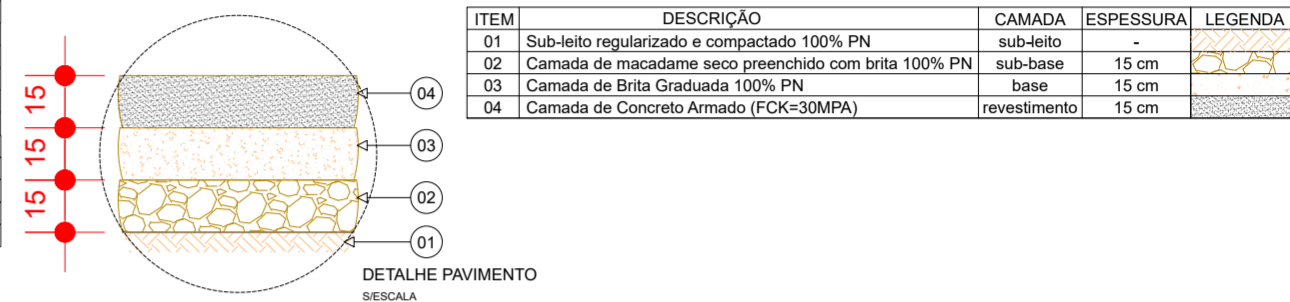 15
15
15
04
03
02
01
DETALHE PAVIMENTO
S/ESCALA
ITEM DESCRIÇÃO CAMADA ESPESSURA LEGENDA
01 Sub-leito regularizado e compactado 100% PN sub-leito -
02 Camada de macadame seco preenchido com brita 100% PN sub-base 15 cm
03 Camada de Brita Graduada 100% PN base 15 cm
04 Camada de Concreto Armado (FCK=30MPA) revestimento 15 cm